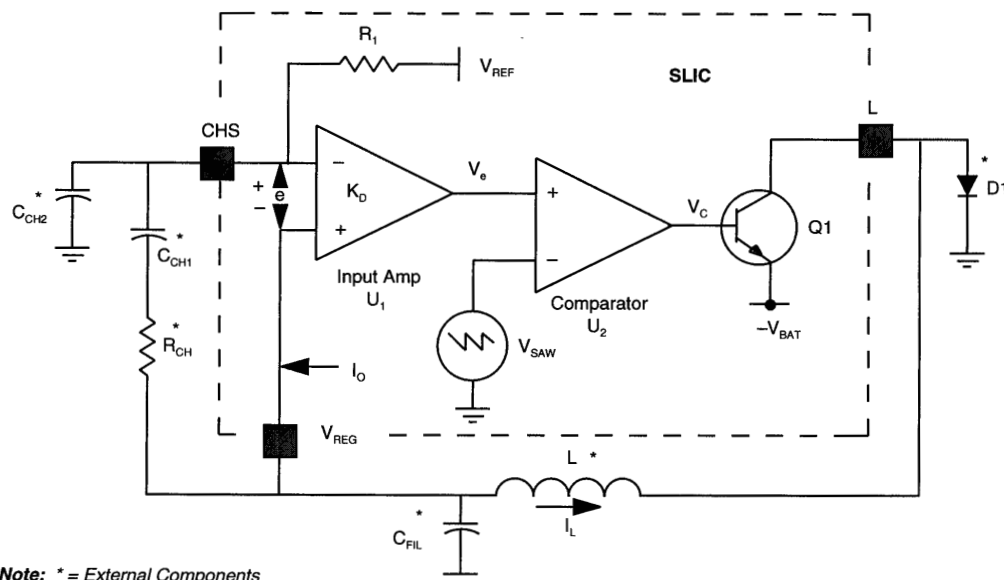 R1
VREF
SLIC
CHS
L
*
CCH2
*
CCH1
*
RCH
+
−
e
−
KD
+
Input Amp
U1
Ve
+
−
Comparator
U2
VC
Q1
−VBAT
*
D1
VSAW
IO
VREG
L *
IL
*
CFIL
Note: * = External Components